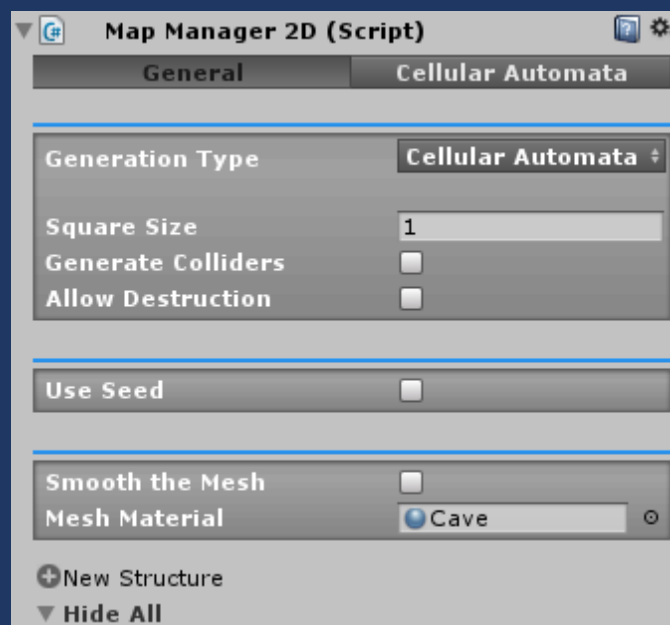 Map Manager 2D (Script)
General Cellular Automata
Generation Type Cellular Automata
Square Size 1
Generate Colliders
Allow Destruction
Use Seed
Smooth the Mesh
Mesh Material Cave
New Structure
Hide All